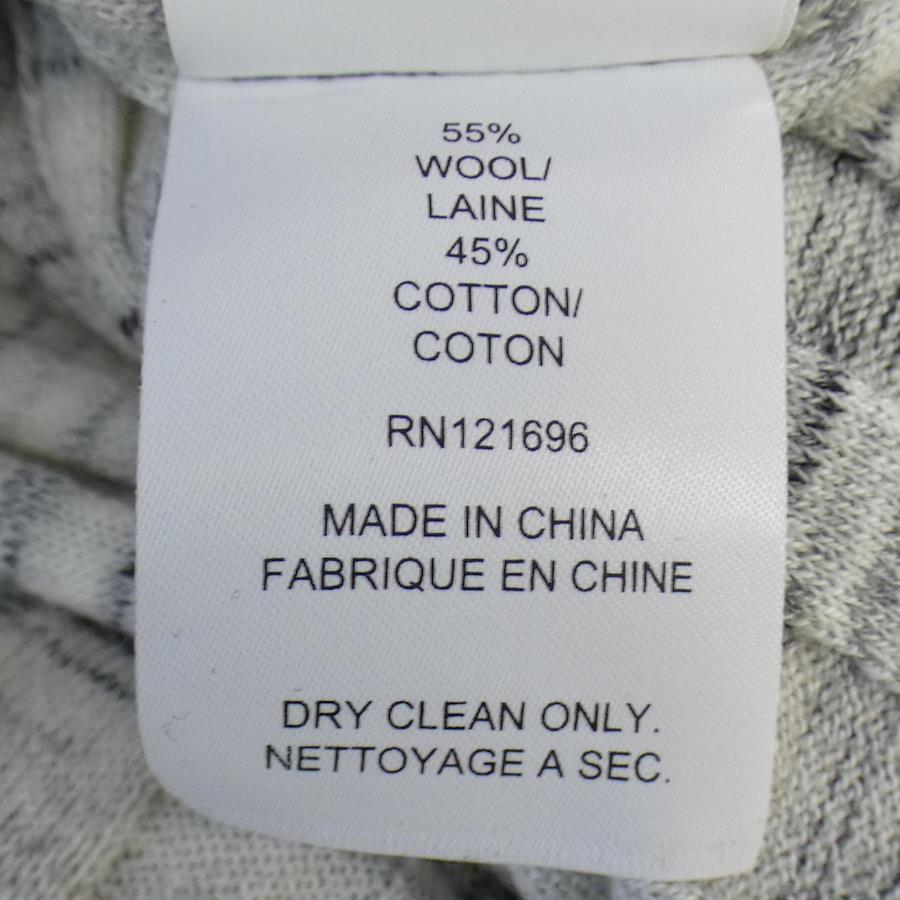 55%
WOOL/
LAINE
45%
COTTON/
COTON
RN121696
MADE IN CHINA
FABRIQUE EN CHINE
DRY CLEAN ONLY.
NETTOYAGE A SEC.